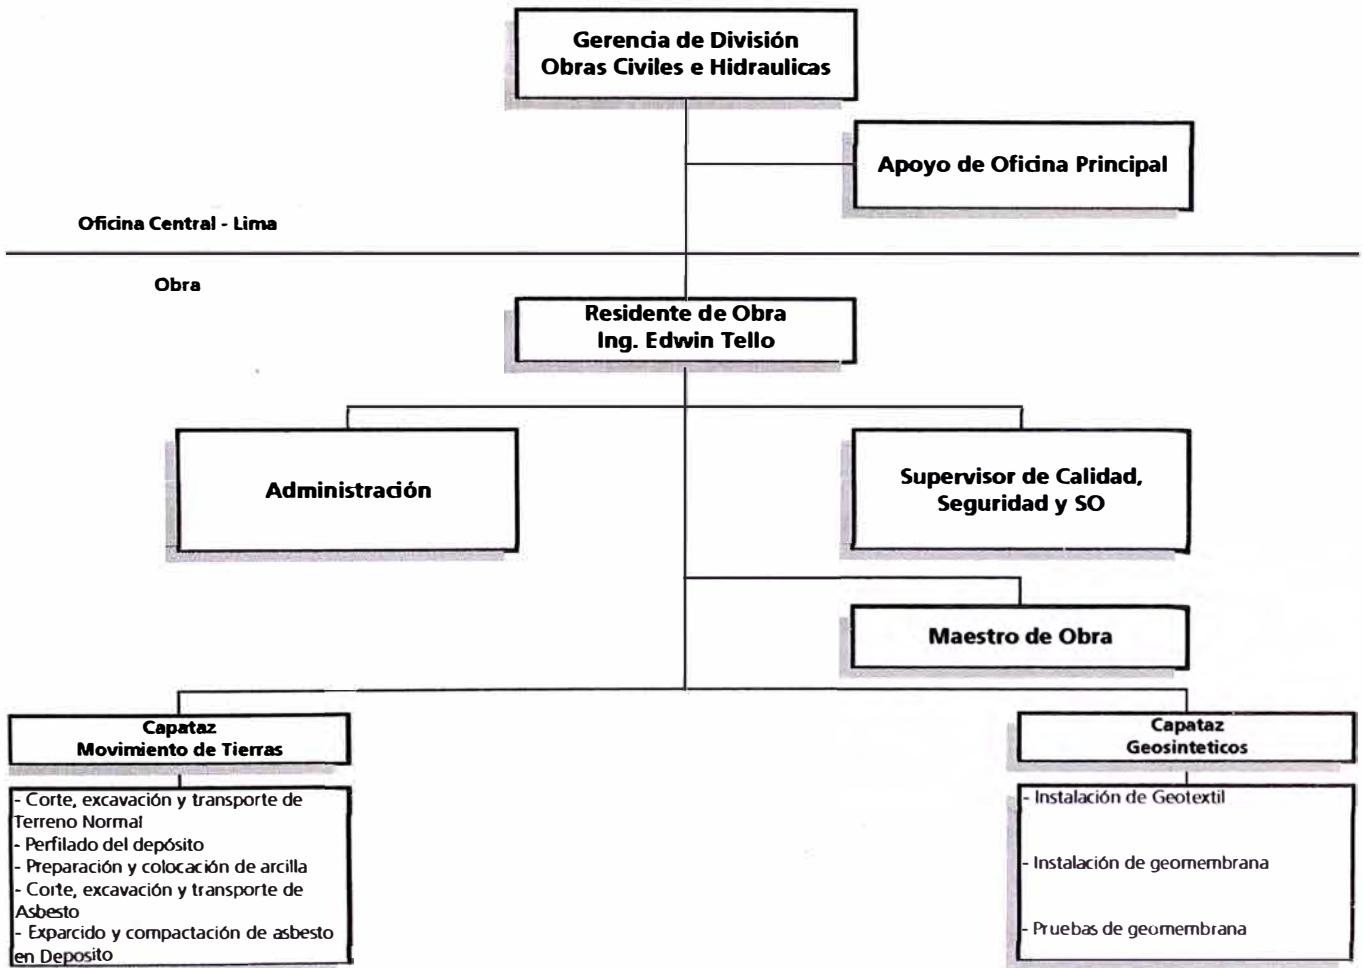 Gerencia de División
Obras Civiles e Hidraulicas
Apoyo de Oficina Principal
Oficina Central - Lima
Obra
Residente de Obra
Ing. Edwin Tello
Administración
Supervisor de Calidad,
Seguridad y SO
Maestro de Obra
Capataz
Movimiento de Tierras
- Corte, excavación y transporte de
Terreno Normal
- Perfilado del depósito
- Preparación y colocación de arcilla
- Corte, excavación y transporte de
Asbesto
- Exparcido y compactación de asbesto
en Deposito
Capataz
Geosinteticos
- Instalación de Geotextil
- Instalación de geomembrana
- Pruebas de geomembrana